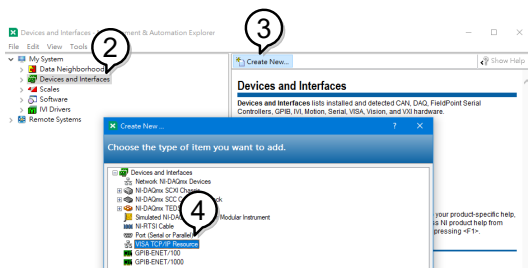 Devices and Interfaces - & Automation Explorer
File Edit View Tools
My System
Data Neighborhood
Devices and Interfaces
Scales
Software
IVI Drivers
Remote Systems
2
3
Create New...
Show Help
Devices and Interfaces
Devices and Interfaces lists installed and detected CAN, DAQ, FieldPoint Serial
Controllers, GPIB, IVI, Motion, Serial, VISA, Vision, and VXI hardware.
Create New ...
?
Choose the type of item you want to add.
Devices and Interfaces
Network NI-DAQmx Devices
NI-DAQmx SCXI Chassis
NI-DAQmx SCC
NI-DAQmx TEDS
Simulated NI-DAQ Modular Instrument
NI-RTSI Cable
Port (Serial or Parallel)
VISA TCP/IP Resource
GPIB-ENET/100
GPIB-ENET/1000
4
your product-specific help,
NI product help from
pressing <F1>.